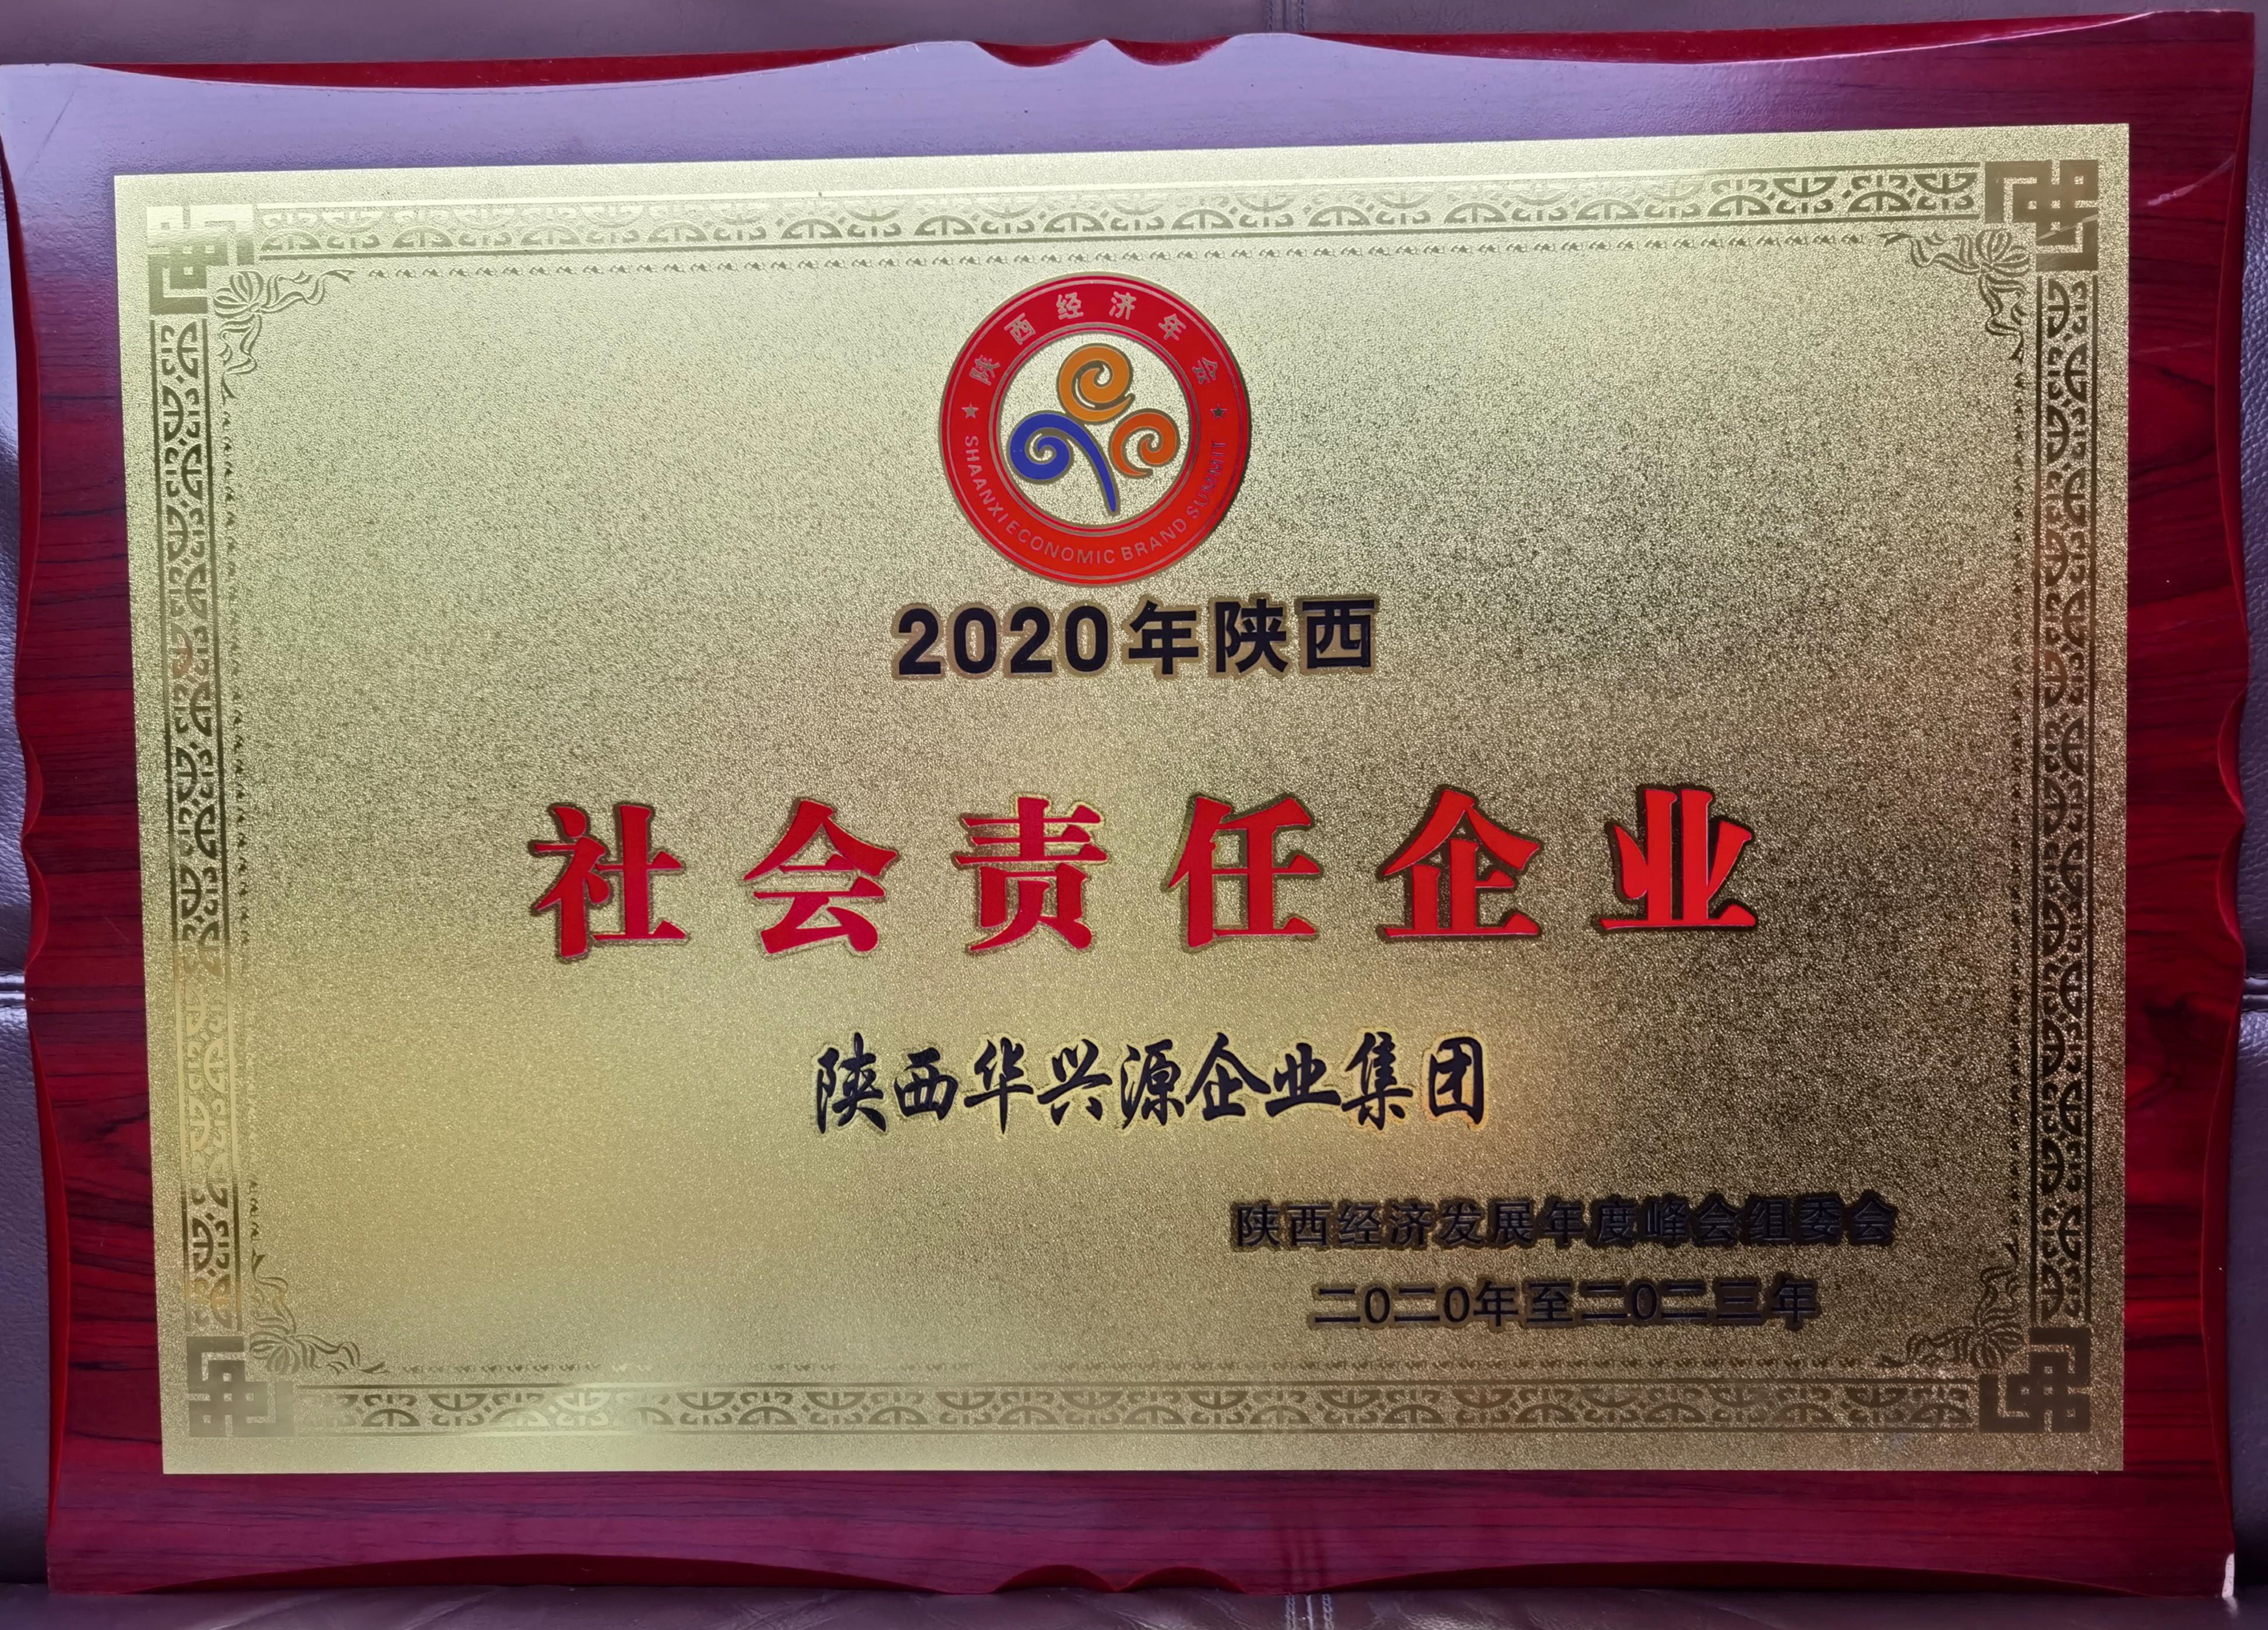 陕西经济年会
SHAANXI ECONOMIC BRAND SUMMIT
2020年陕西
社会责任企业
陕西华兴源企业集团
陕西经济发展年度峰会组委会
二0二0年至二0二三年